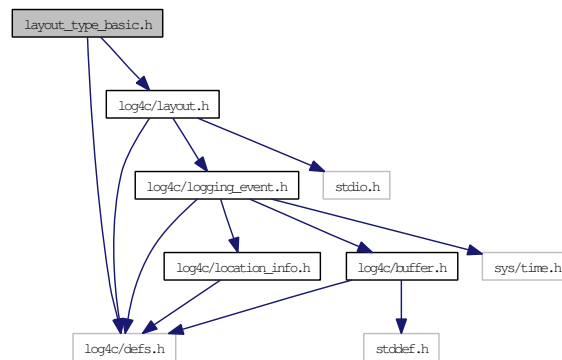 layout_type_basic.h
log4c/layout.h
log4c/logging_event.h
stdio.h
log4c/location_info.h
log4c/buffer.h
sys/time.h
log4c/defs.h
stddef.h